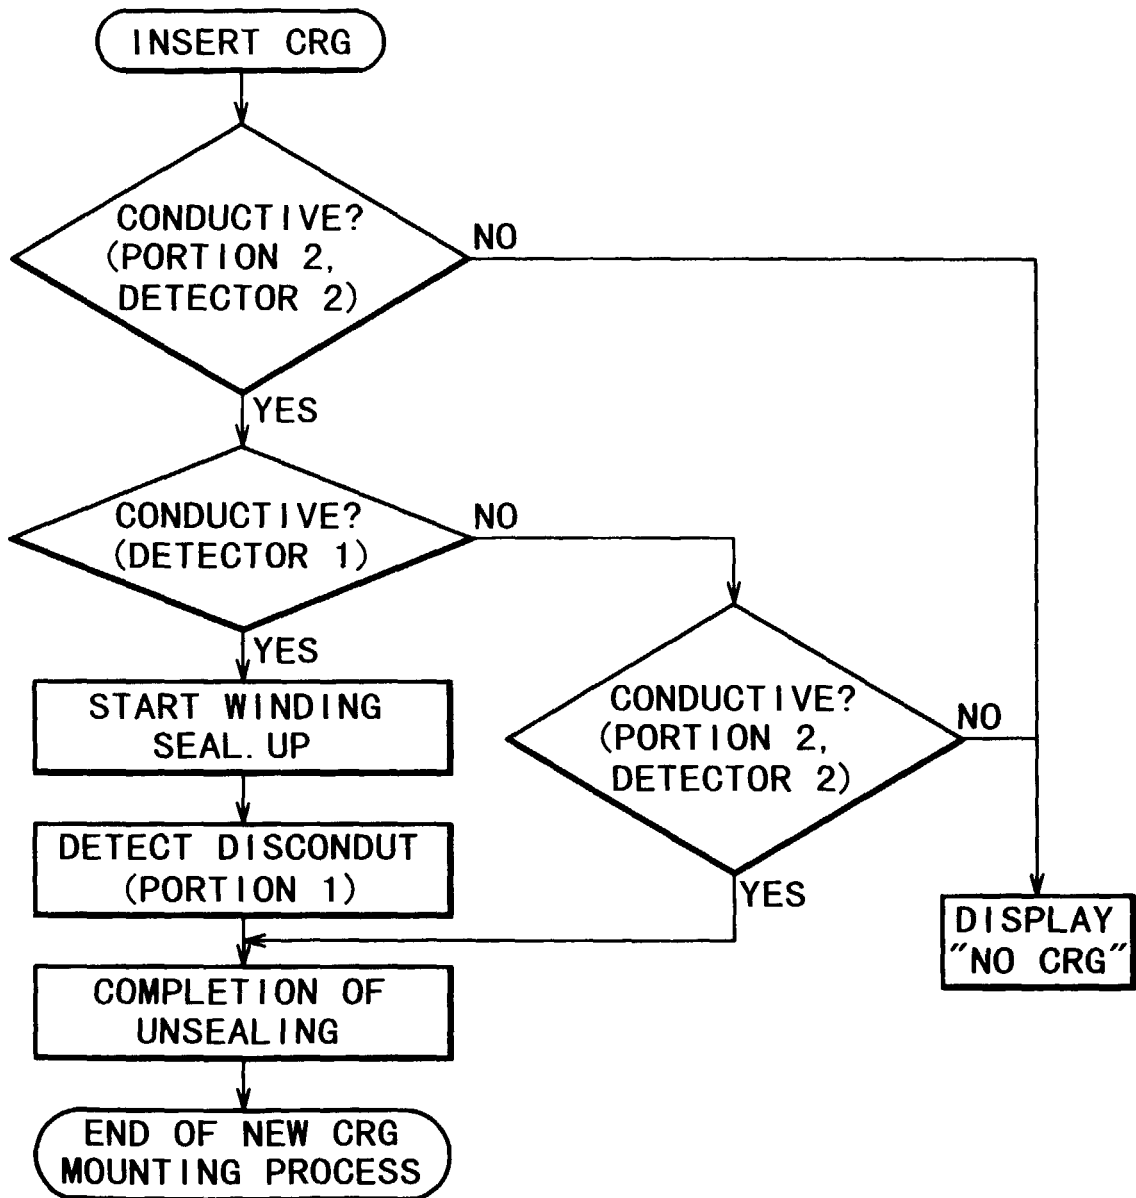 INSERT CRG
CONDUCTIVE?
(PORTION 2,
DETECTOR 2)
NO
YES
CONDUCTIVE?
(DETECTOR 1)
NO
YES
START WINDING
SEAL.UP
CONDUCTIVE?
(PORTION 2,
DETECTOR 2)
NO
YES
DETECT DISCONDUT
(PORTION 1)
DISPLAY
"NO CRG"
COMPLETION OF
UNSEALING
END OF NEW CRG
MOUNTING PROCESS